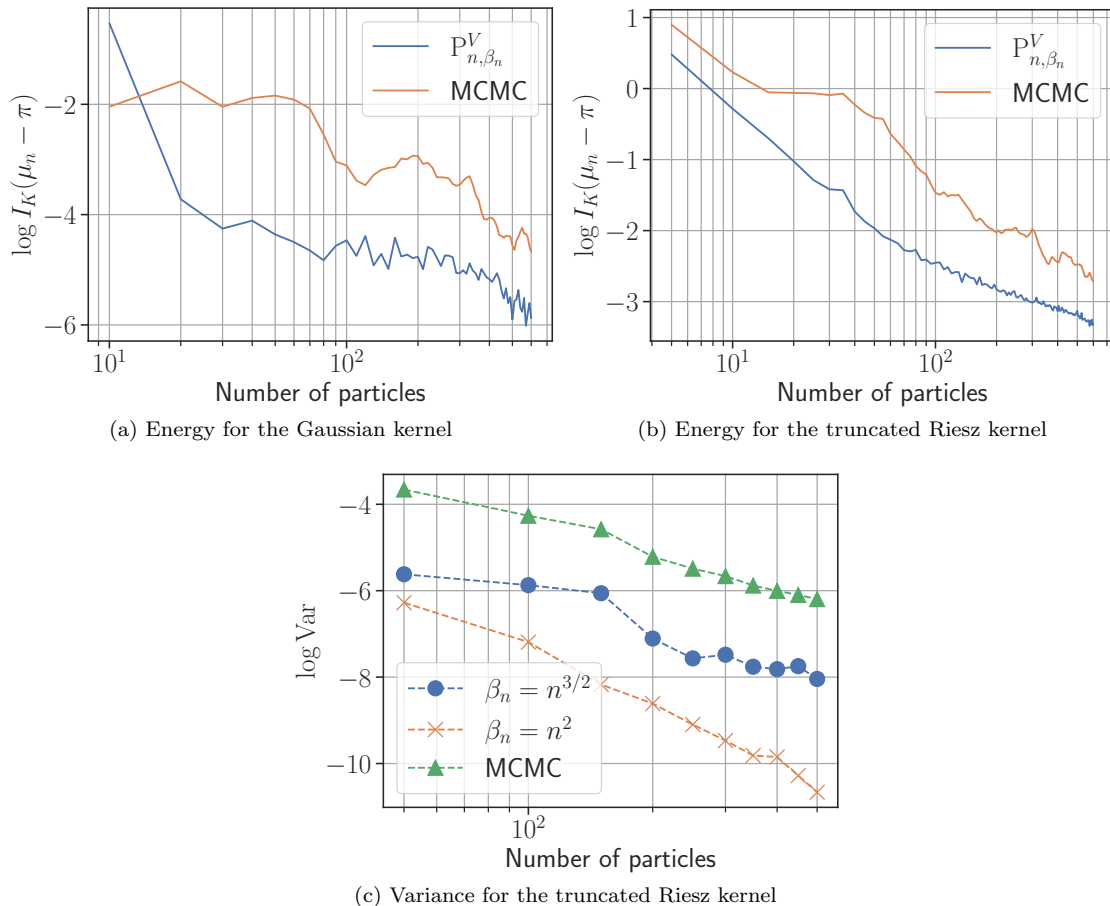 log I_K(μ_n − π)
−2
−4
−6
P^V_{n,β_n}
MCMC
10^1
10^2
Number of particles
(a) Energy for the Gaussian kernel
log I_K(μ_n − π)
1
0
−1
−2
−3
P^V_{n,β_n}
MCMC
10^1
10^2
Number of particles
(b) Energy for the truncated Riesz kernel
log Var
−4
−6
−8
−10
β_n = n^{3/2}
β_n = n^2
MCMC
10^2
Number of particles
(c) Variance for the truncated Riesz kernel